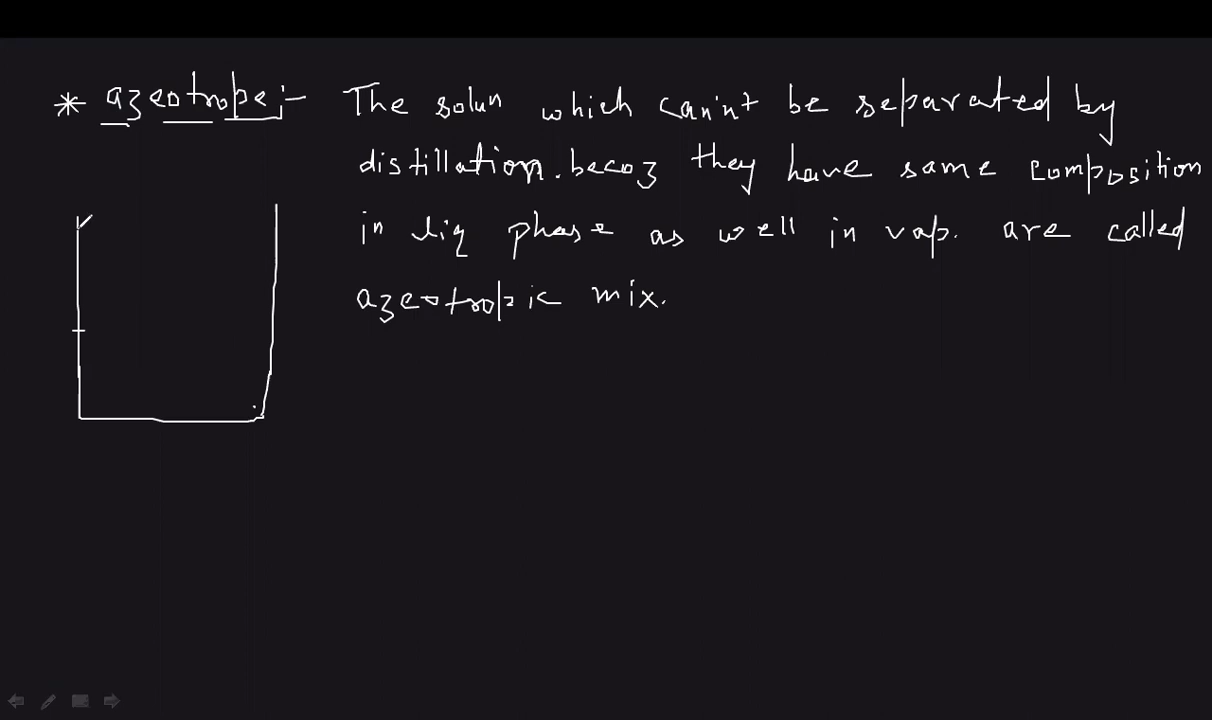 * azeotrope:- The solun which can't be separated by
distillation. becoz they have same composition
in liq phase as well in vap. are called
azeotropic mix.